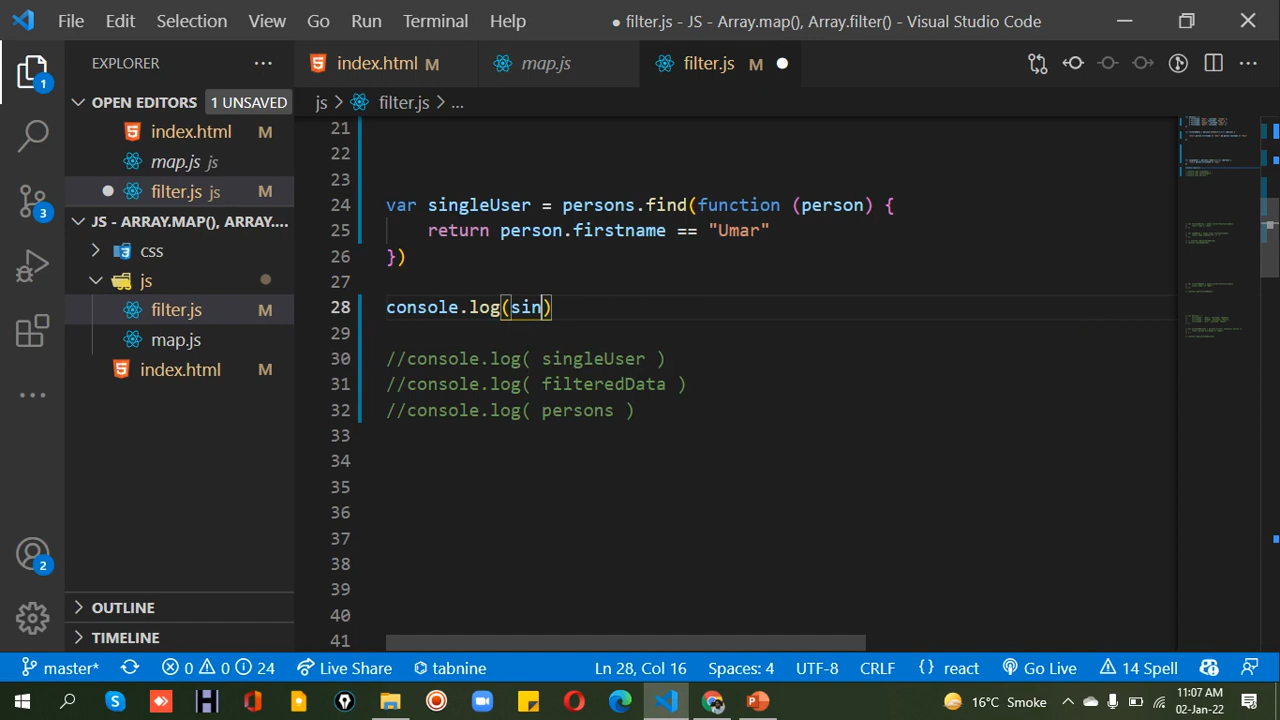 File Edit Selection View Go Run Terminal Help
● filter.js - JS - Array.map(), Array.filter() - Visual Studio Code
EXPLORER
OPEN EDITORS 1 UNSAVED
index.html M
map.js js
filter.js js M
JS - ARRAY.MAP(), ARRAY....
css
js
filter.js M
map.js
index.html M
OUTLINE
TIMELINE
1
3
2
index.html M
map.js
filter.js M
js > filter.js > ...
21
22
23
24 var singleUser = persons.find(function (person) {
25 return person.firstname == "Umar"
26 })
27
28 console.log(sin)
29
30 //console.log( singleUser )
31 //console.log( filteredData )
32 //console.log( persons )
33
34
35
36
37
38
39
40
41
master* 0 0 24 Live Share tabnine Ln 28, Col 16 Spaces: 4 UTF-8 CRLF {} react Go Live 14 Spell
16°C Smoke
11:07 AM
02-Jan-22